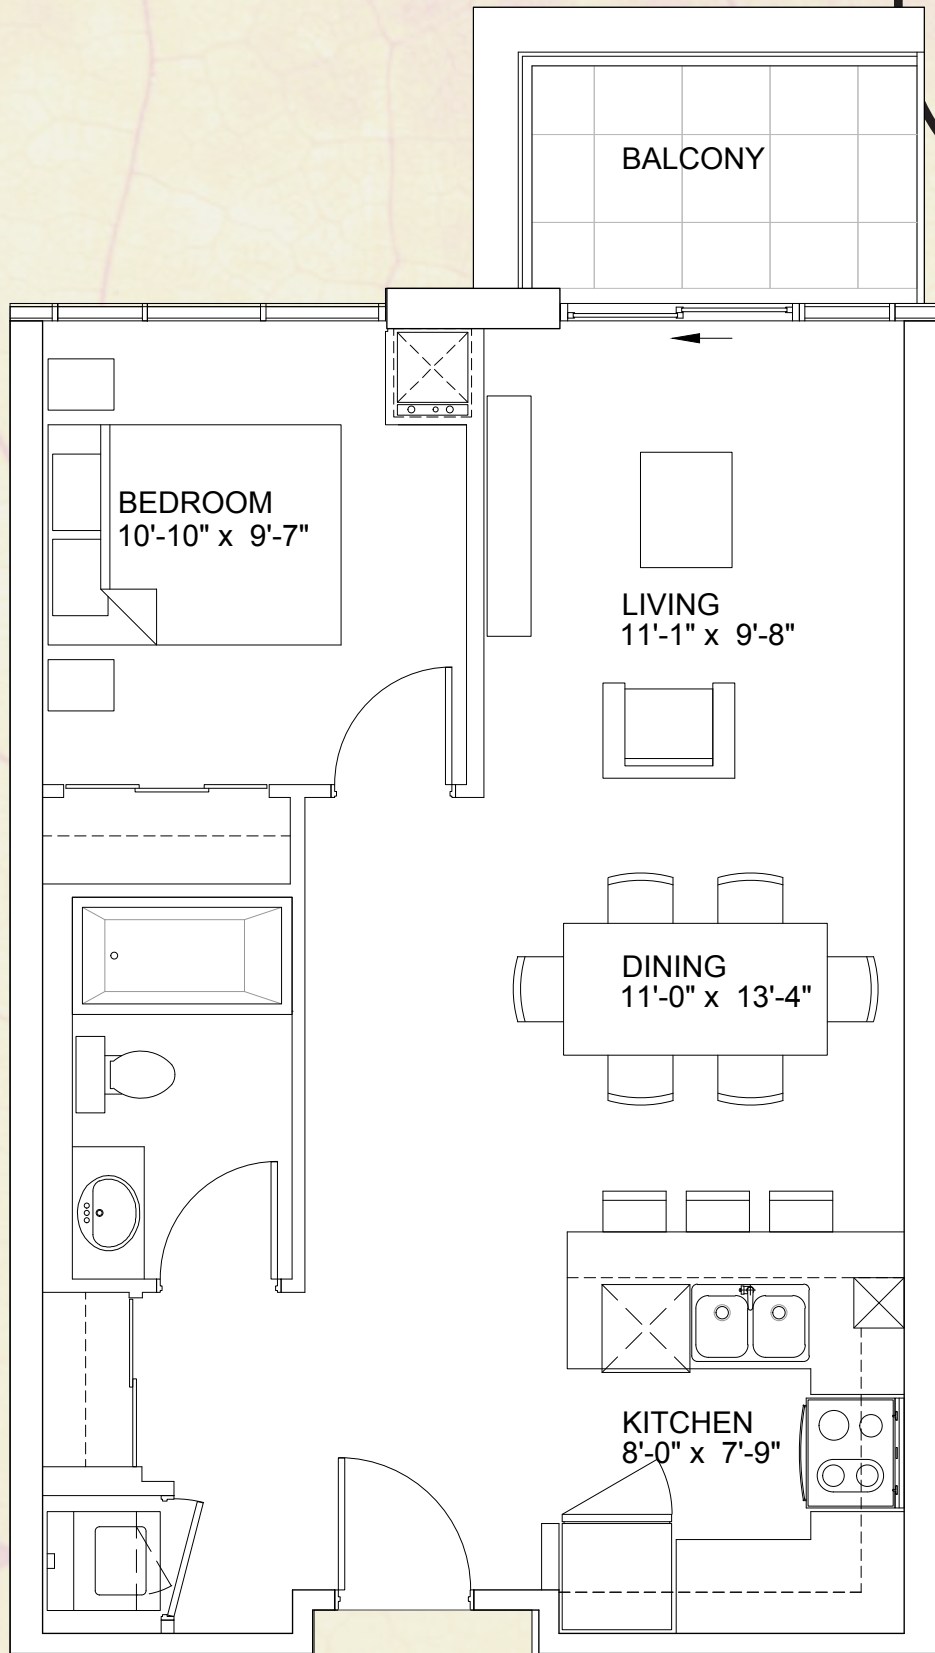 BALCONY
BEDROOM
10'-10" x 9'-7"
LIVING
11'-1" x 9'-8"
DINING
11'-0" x 13'-4"
KITCHEN
8'-0" x 7'-9"